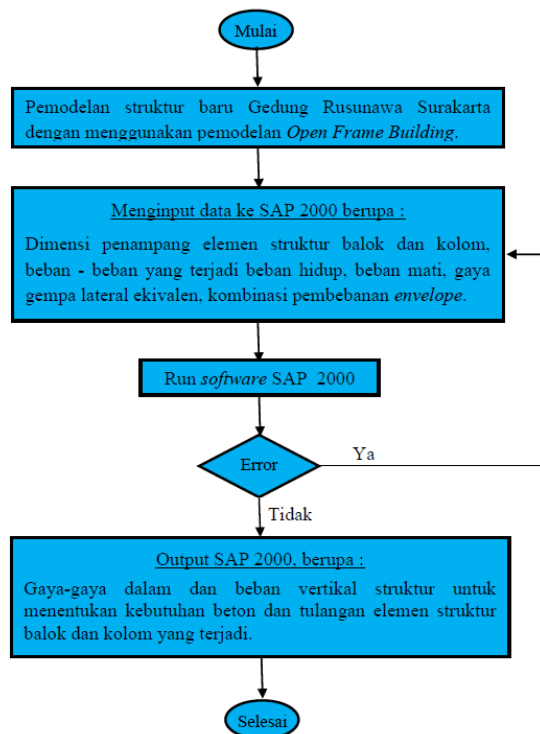 Mulai
Pemodelan struktur baru Gedung Rusunawa Surakarta
dengan menggunakan pemodelan Open Frame Building.
Menginput data ke SAP 2000 berupa :
Dimensi penampang elemen struktur balok dan kolom,
beban - beban yang terjadi beban hidup, beban mati, gaya
gempa lateral ekivalen, kombinasi pembebanan envelope.
Run software SAP 2000
Error
Ya
Tidak
Output SAP 2000, berupa :
Gaya-gaya dalam dan beban vertikal struktur untuk
menentukan kebutuhan beton dan tulangan elemen struktur
balok dan kolom yang terjadi.
Selesai